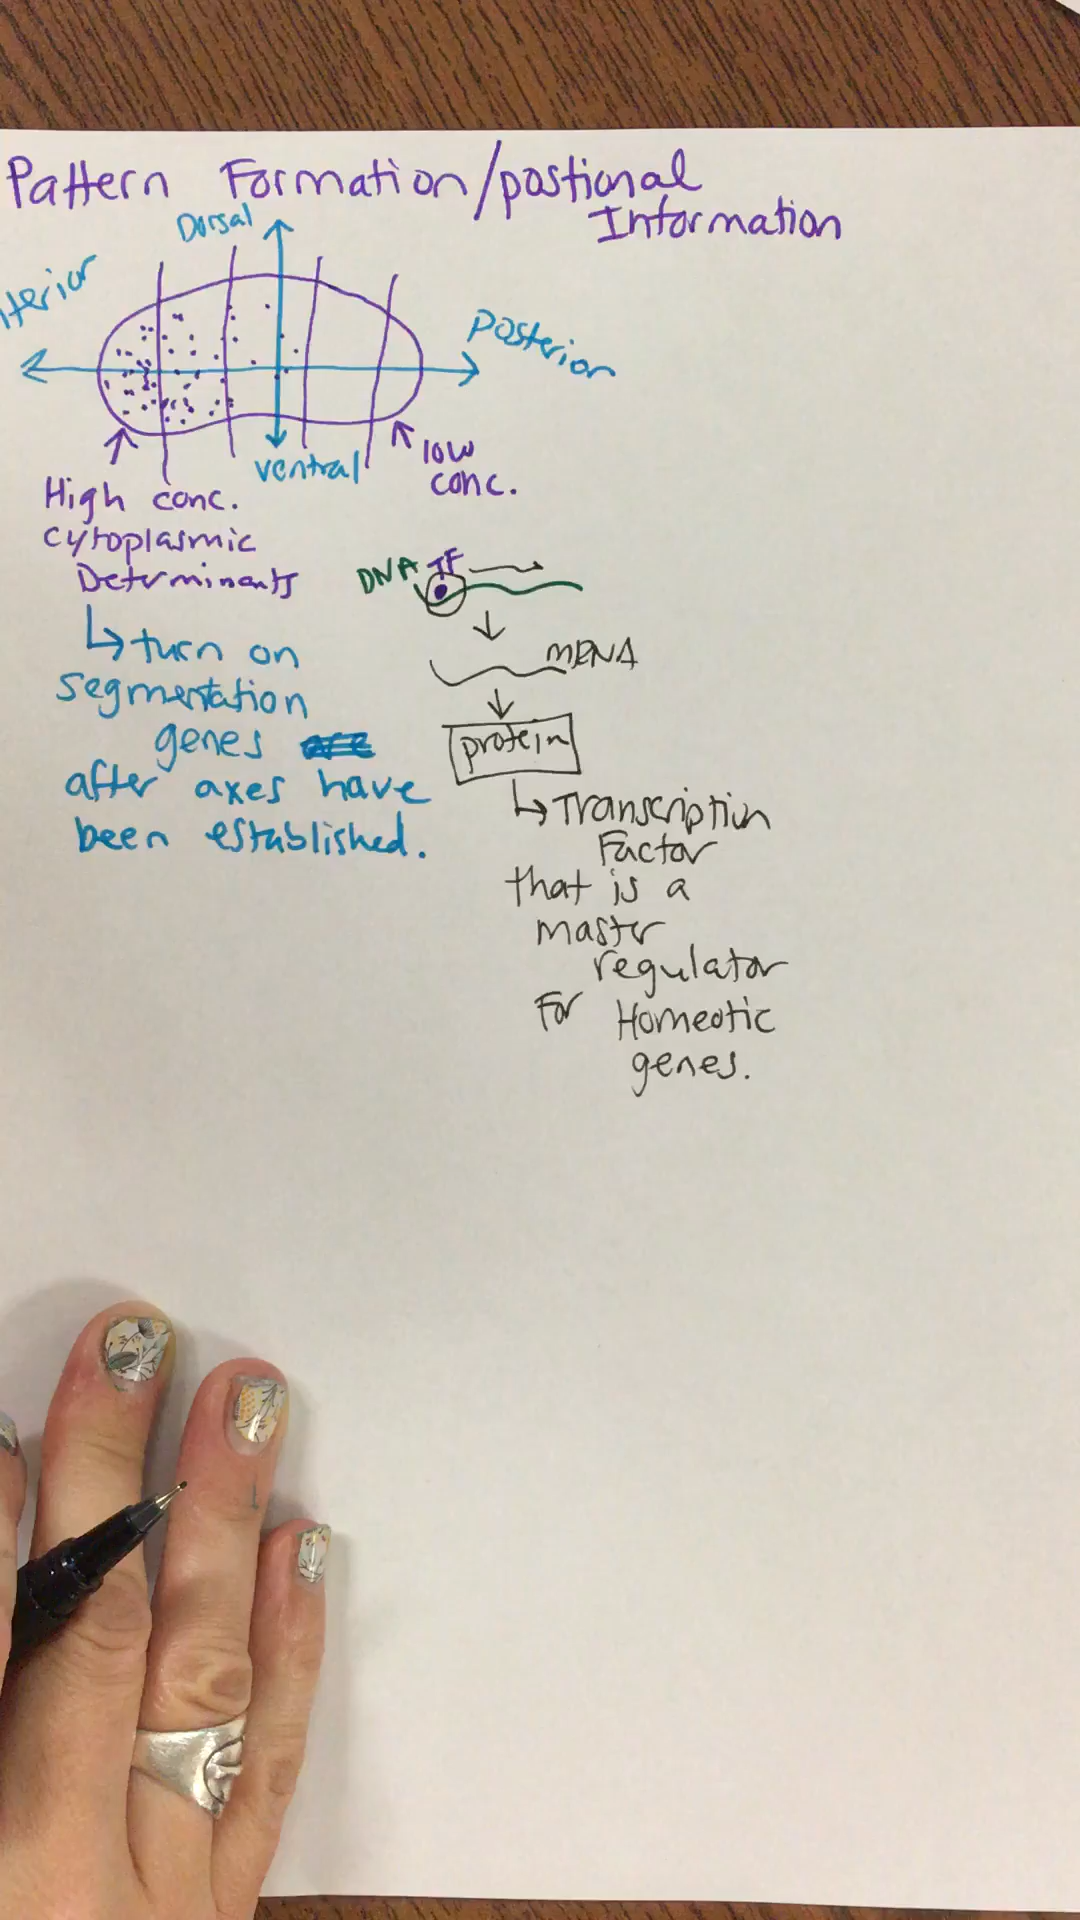 Pattern Formation/postional
Information
Dorsal
nterior
Posterior
ventral
low
conc.
High conc.
cytoplasmic
Determinants
↳ turn on
segmentation
genes
after axes have
been established.
DNA TF
mRNA
protein
↳ Transcription
Factor
that is a
master
regulator
For Homeotic
genes.